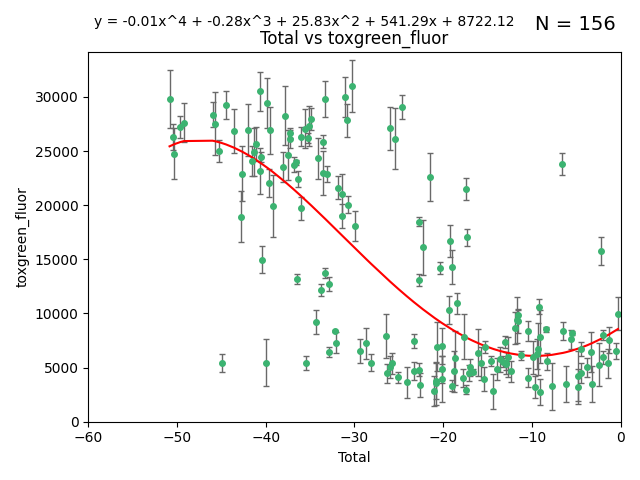 y = -0.01x^4 + -0.28x^3 + 25.83x^2 + 541.29x + 8722.12
N = 156
Total vs toxgreen_fluor
30000
25000
20000
15000
10000
5000
0
toxgreen_fluor
−60 −50 −40 −30 −20 −10 0
Total